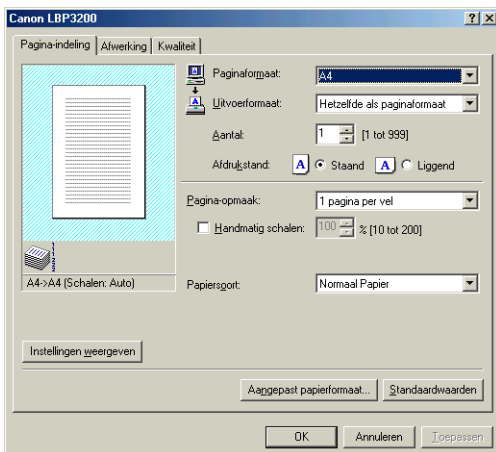 Canon LBP3200
Pagina-indeling Afwerking Kwaliteit
Paginaformaat: A4
Uitvoerformaat: Hetzelfde als paginaformaat
Aantal: 1 [1 tot 999]
Afdrukstand: A Staand A Liggend
Pagina-opmaak: 1 pagina per vel
Handmatig schalen: 100 % [10 tot 200]
A4->A4 (Schalen: Auto)
Papiersoort: Normaal Papier
Instellingen weergeven
Aangepast papierformaat... Standaardwaarden
OK Annuleren Toepassen